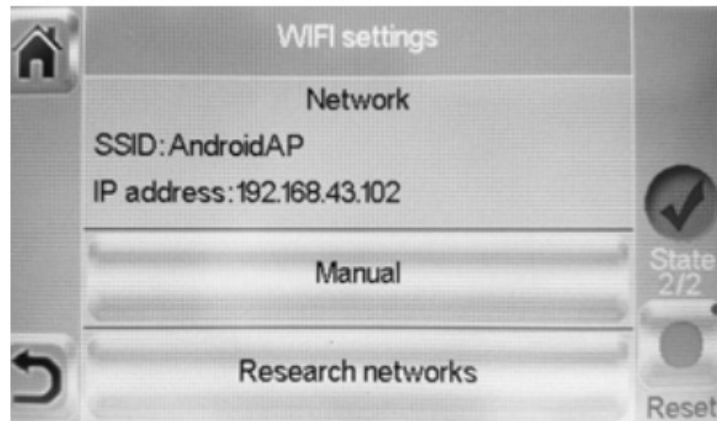 WIFI settings
Network
SSID:AndroidAP
IP address:192.168.43.102
Manual
State
2/2
Research networks
Reset